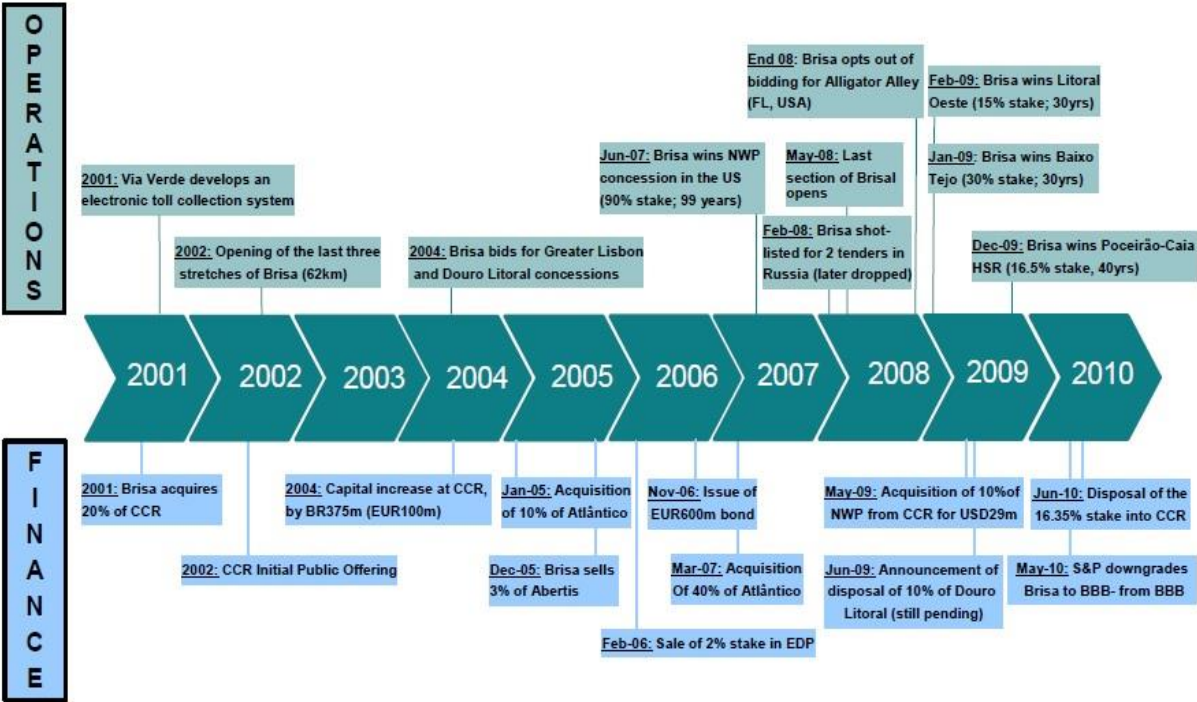 OPERATIONS
End 08: Brisa opts out of
bidding for Alligator Alley
(FL, USA)
Feb-09: Brisa wins Litoral
Oeste (15% stake; 30yrs)
Jun-07: Brisa wins NWP
concession in the US
(90% stake; 99 years)
May-08: Last
section of Brisal
opens
Jan-09: Brisa wins Baixo
Tejo (30% stake; 30yrs)
2001: Via Verde develops an
electronic toll collection system
2002: Opening of the last three
stretches of Brisa (62km)
2004: Brisa bids for Greater Lisbon
and Douro Litoral concessions
Feb-08: Brisa shot-
listed for 2 tenders in
Russia (later dropped)
Dec-09: Brisa wins Poceirão-Caia
HSR (16.5% stake, 40yrs)
2001 2002 2003 2004 2005 2006 2007 2008 2009 2010
FINANCE
2001: Brisa acquires
20% of CCR
2002: CCR Initial Public Offering
2004: Capital increase at CCR,
by BR375m (EUR100m)
Jan-05: Acquisition
of 10% of Atlântico
Dec-05: Brisa sells
3% of Abertis
Feb-06: Sale of 2% stake in EDP
Nov-06: Issue of
EUR600m bond
Mar-07: Acquisition
Of 40% of Atlântico
May-09: Acquisition of 10%of
NWP from CCR for USD29m
Jun-09: Announcement of
disposal of 10% of Douro
Litoral (still pending)
Jun-10: Disposal of the
16.35% stake into CCR
May-10: S&P downgrades
Brisa to BBB- from BBB